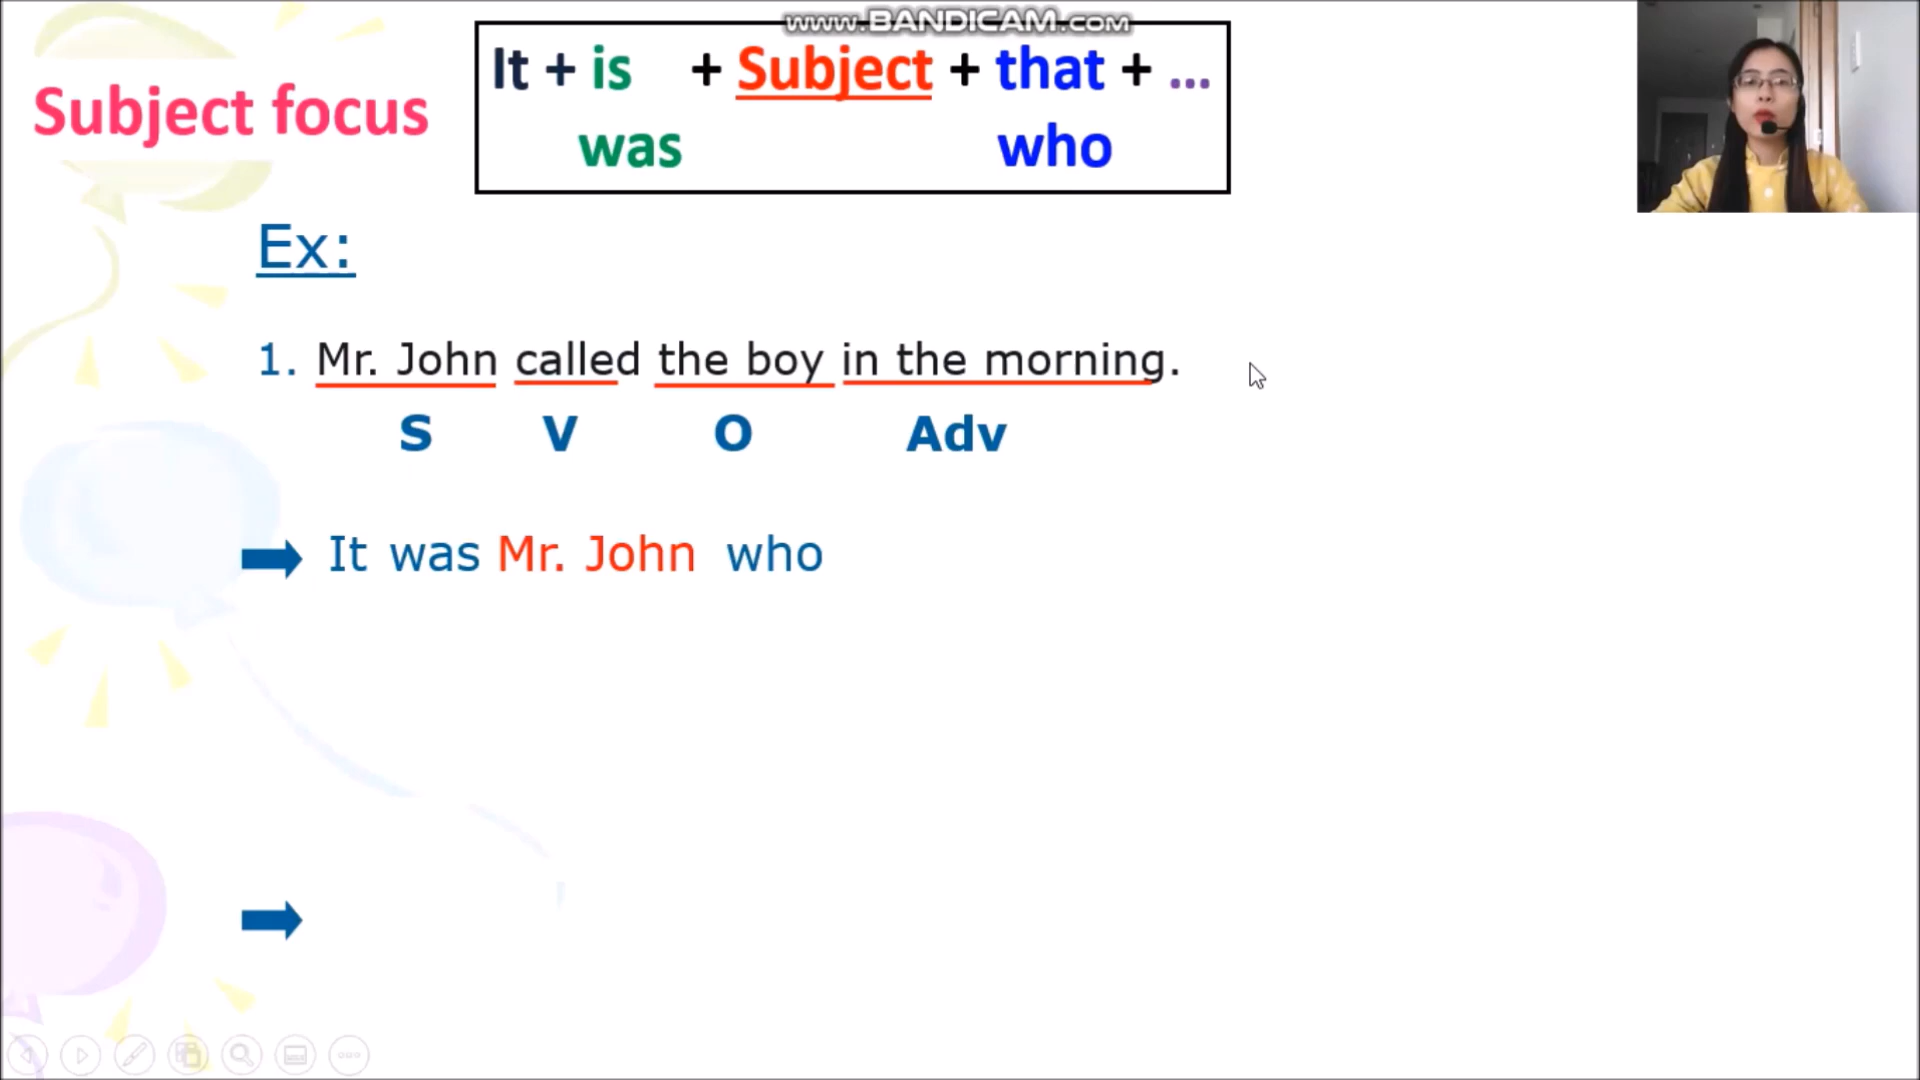 www.BANDICAM.com
Subject focus
It + is + Subject + that + ...
was who
Ex:
1. Mr. John called the boy in the morning.
S V O Adv
It was Mr. John who